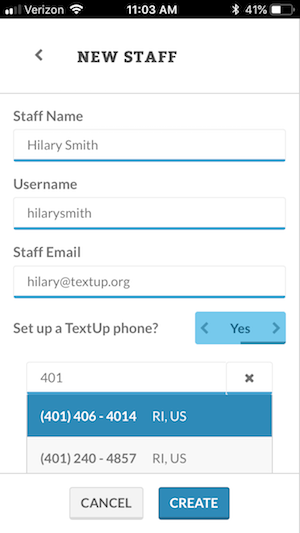 Verizon 11:03 AM 41%
NEW STAFF
Staff Name
Hilary Smith
Username
hilarysmith
Staff Email
hilary@textup.org
Set up a TextUp phone? Yes
401
(401) 406 - 4014 RI, US
(401) 240 - 4857 RI, US
CANCEL CREATE